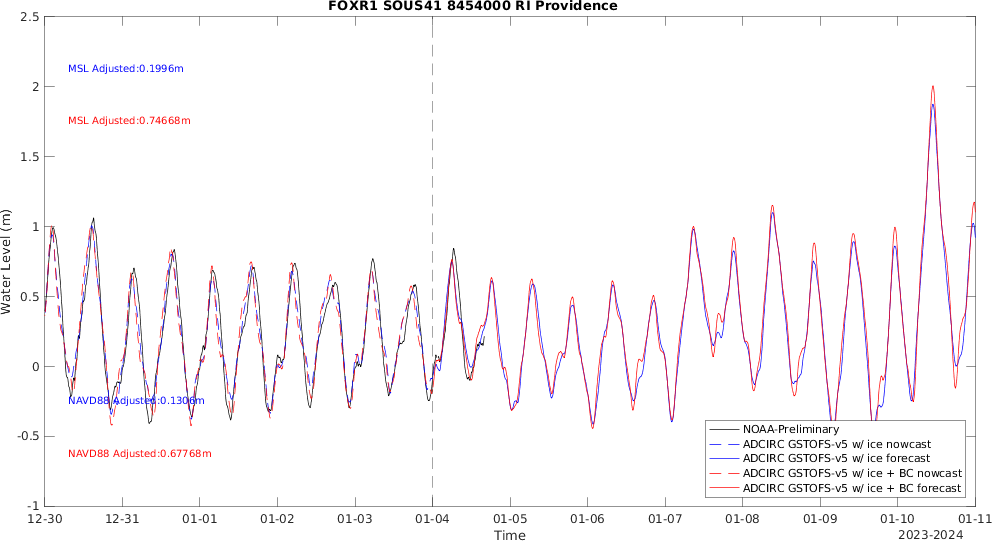 FOXR1 SOUS41 8454000 RI Providence
Water Level (m)
2.5
2
1.5
1
0.5
0
-0.5
-1
MSL Adjusted:0.1996m
MSL Adjusted:0.74668m
NAVD88 Adjusted:0.1306m
NAVD88 Adjusted:0.67768m
NOAA-Preliminary
ADCIRC GSTOFS-v5 w/ ice nowcast
ADCIRC GSTOFS-v5 w/ ice forecast
ADCIRC GSTOFS-v5 w/ ice + BC nowcast
ADCIRC GSTOFS-v5 w/ ice + BC forecast
12-30 12-31 01-01 01-02 01-03 01-04 01-05 01-06 01-07 01-08 01-09 01-10 01-11
Time
2023-2024